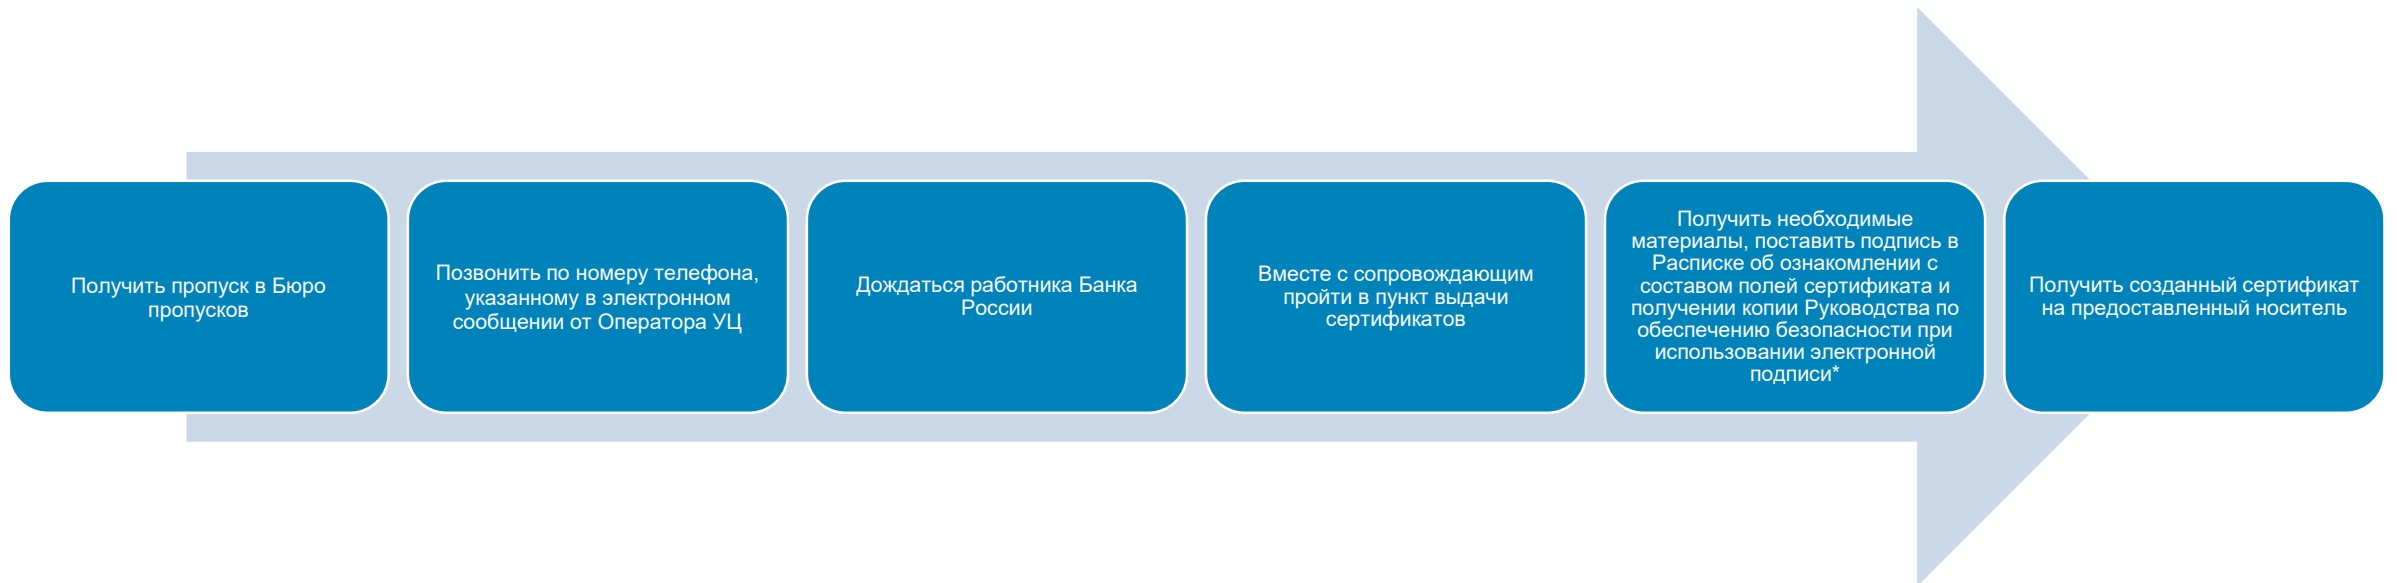 Получить пропуск в Бюро
пропусков
Позвонить по номеру телефона,
указанному в электронном
сообщении от Оператора УЦ
Дождаться работника Банка
России
Вместе с сопровождающим
пройти в пункт выдачи
сертификатов
Получить необходимые
материалы, поставить подпись в
Расписке об ознакомлении с
составом полей сертификата и
получении копии Руководства по
обеспечению безопасности при
использовании электронной
подписи*
Получить созданный сертификат
на предоставленный носитель